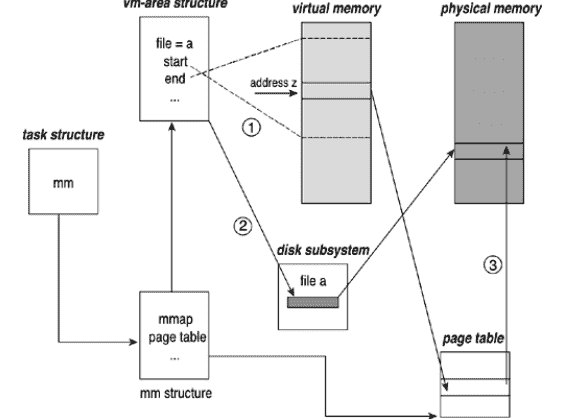 vm-area structure
virtual memory
physical memory
file = a
start
end
...
address z
1
task structure
mm
2
disk subsystem
file a
3
mmap
page table
...
page table
mm structure